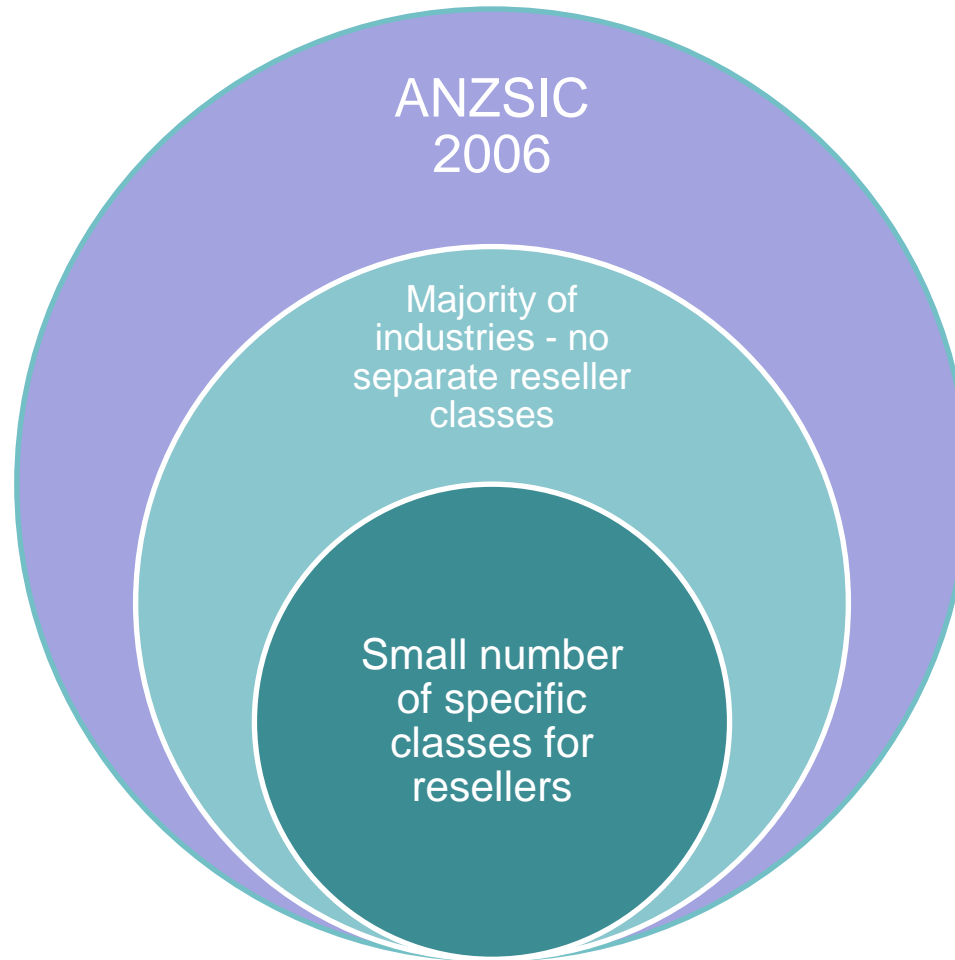 ANZSIC
2006
Majority of
industries - no
separate reseller
classes
Small number
of specific
classes for
resellers